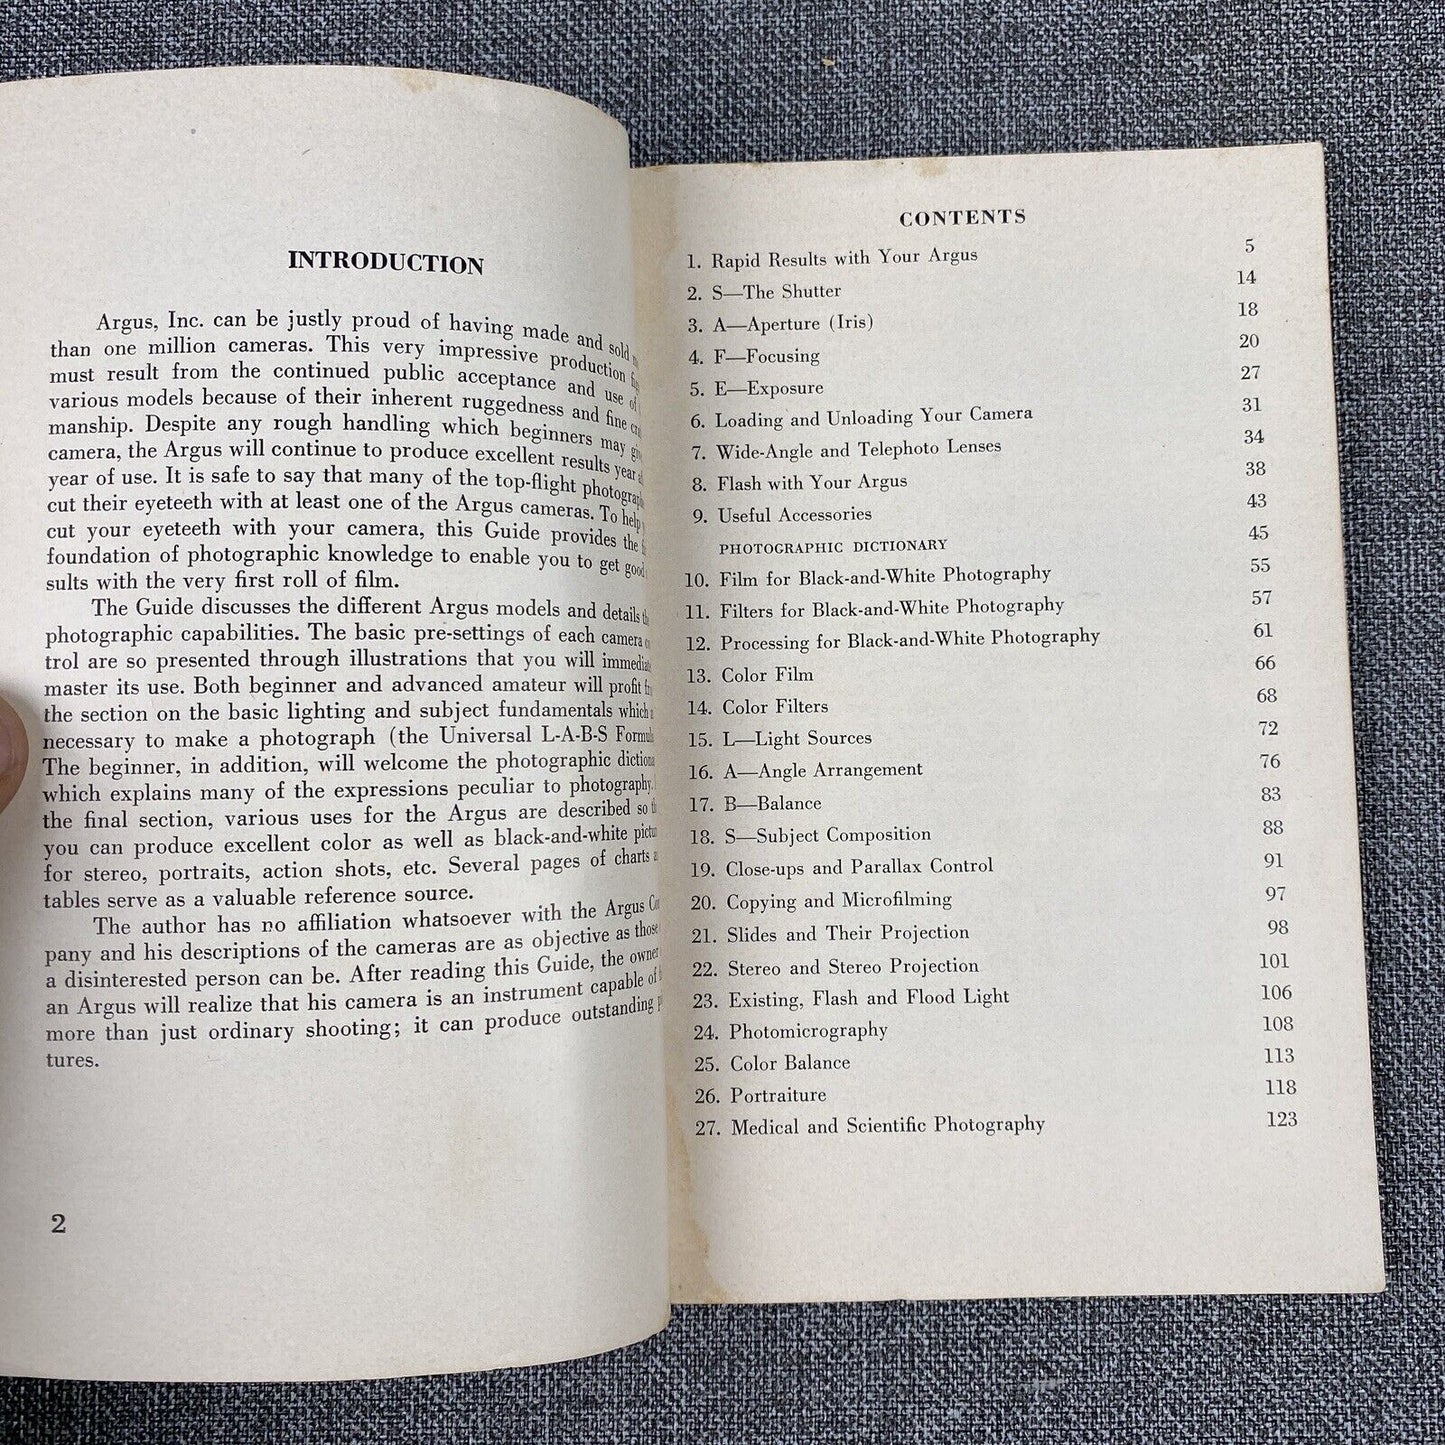 INTRODUCTION
Argus, Inc. can be justly proud of having made and sold
than one million cameras. This very impressive production
must result from the continued public acceptance and use of
various models because of their inherent ruggedness and fine
manship. Despite any rough handling which beginners may
camera, the Argus will continue to produce excellent results year
year of use. It is safe to say that many of the top-flight
cut their eyeteeth with at least one of the Argus cameras. To help
cut your eyeteeth with your camera, this Guide provides the
foundation of photographic knowledge to enable you to get good
sults with the very first roll of film.
The Guide discusses the different Argus models and details
photographic capabilities. The basic pre-settings of each camera
trol are so presented through illustrations that you will
master its use. Both beginner and advanced amateur will profit
the section on the basic lighting and subject fundamentals which
necessary to make a photograph (the Universal L-A-B-S
The beginner, in addition, will welcome the photographic
which explains many of the expressions peculiar to photography.
the final section, various uses for the Argus are described so
you can produce excellent color as well as black-and-white
for stereo, portraits, action shots, etc. Several pages of charts
tables serve as a valuable reference source.
The author has no affiliation whatsoever with the Argus
pany and his descriptions of the cameras are as objective as those
a disinterested person can be. After reading this Guide, the owner
an Argus will realize that his camera is an instrument capable of
more than just ordinary shooting; it can produce outstanding
tures.
2
CONTENTS
1. Rapid Results with Your Argus 5
2. S—The Shutter 14
3. A—Aperture (Iris) 18
4. F—Focusing 20
5. E—Exposure 27
6. Loading and Unloading Your Camera 31
7. Wide-Angle and Telephoto Lenses 34
8. Flash with Your Argus 38
9. Useful Accessories 43
PHOTOGRAPHIC DICTIONARY 45
10. Film for Black-and-White Photography 55
11. Filters for Black-and-White Photography 57
12. Processing for Black-and-White Photography 61
13. Color Film 66
14. Color Filters 68
15. L—Light Sources 72
16. A—Angle Arrangement 76
17. B—Balance 83
18. S—Subject Composition 88
19. Close-ups and Parallax Control 91
20. Copying and Microfilming 97
21. Slides and Their Projection 98
22. Stereo and Stereo Projection 101
23. Existing, Flash and Flood Light 106
24. Photomicrography 108
25. Color Balance 113
26. Portraiture 118
27. Medical and Scientific Photography 123